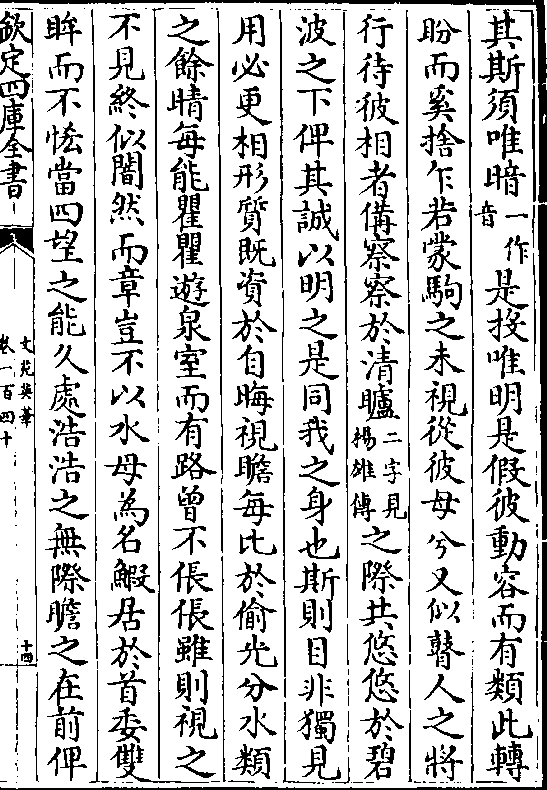 其斯須唯暗一作音是投唯明是假彼動容而有類此轉
盼而奚捨乍若蒙駒之未視從彼母兮又似瞽人之將
行待彼相者俻察察於清矑二字見楊雄傳之際共悠悠於碧
波之下俾其誠以明之是同我之身也斯則目非獨見
用必更相形質既資於自晦視瞻每比於偷光分水類
之餘晴每能瞿瞿遊泉室而有路曾不倀倀雖則視之
不見終似闇然而章豈不以水母為名鰕居於首委雙
眸而不恡當四望之能久處浩浩之無際瞻之在前俾
欽定四庫全書
文苑英華
卷一百四十
十四